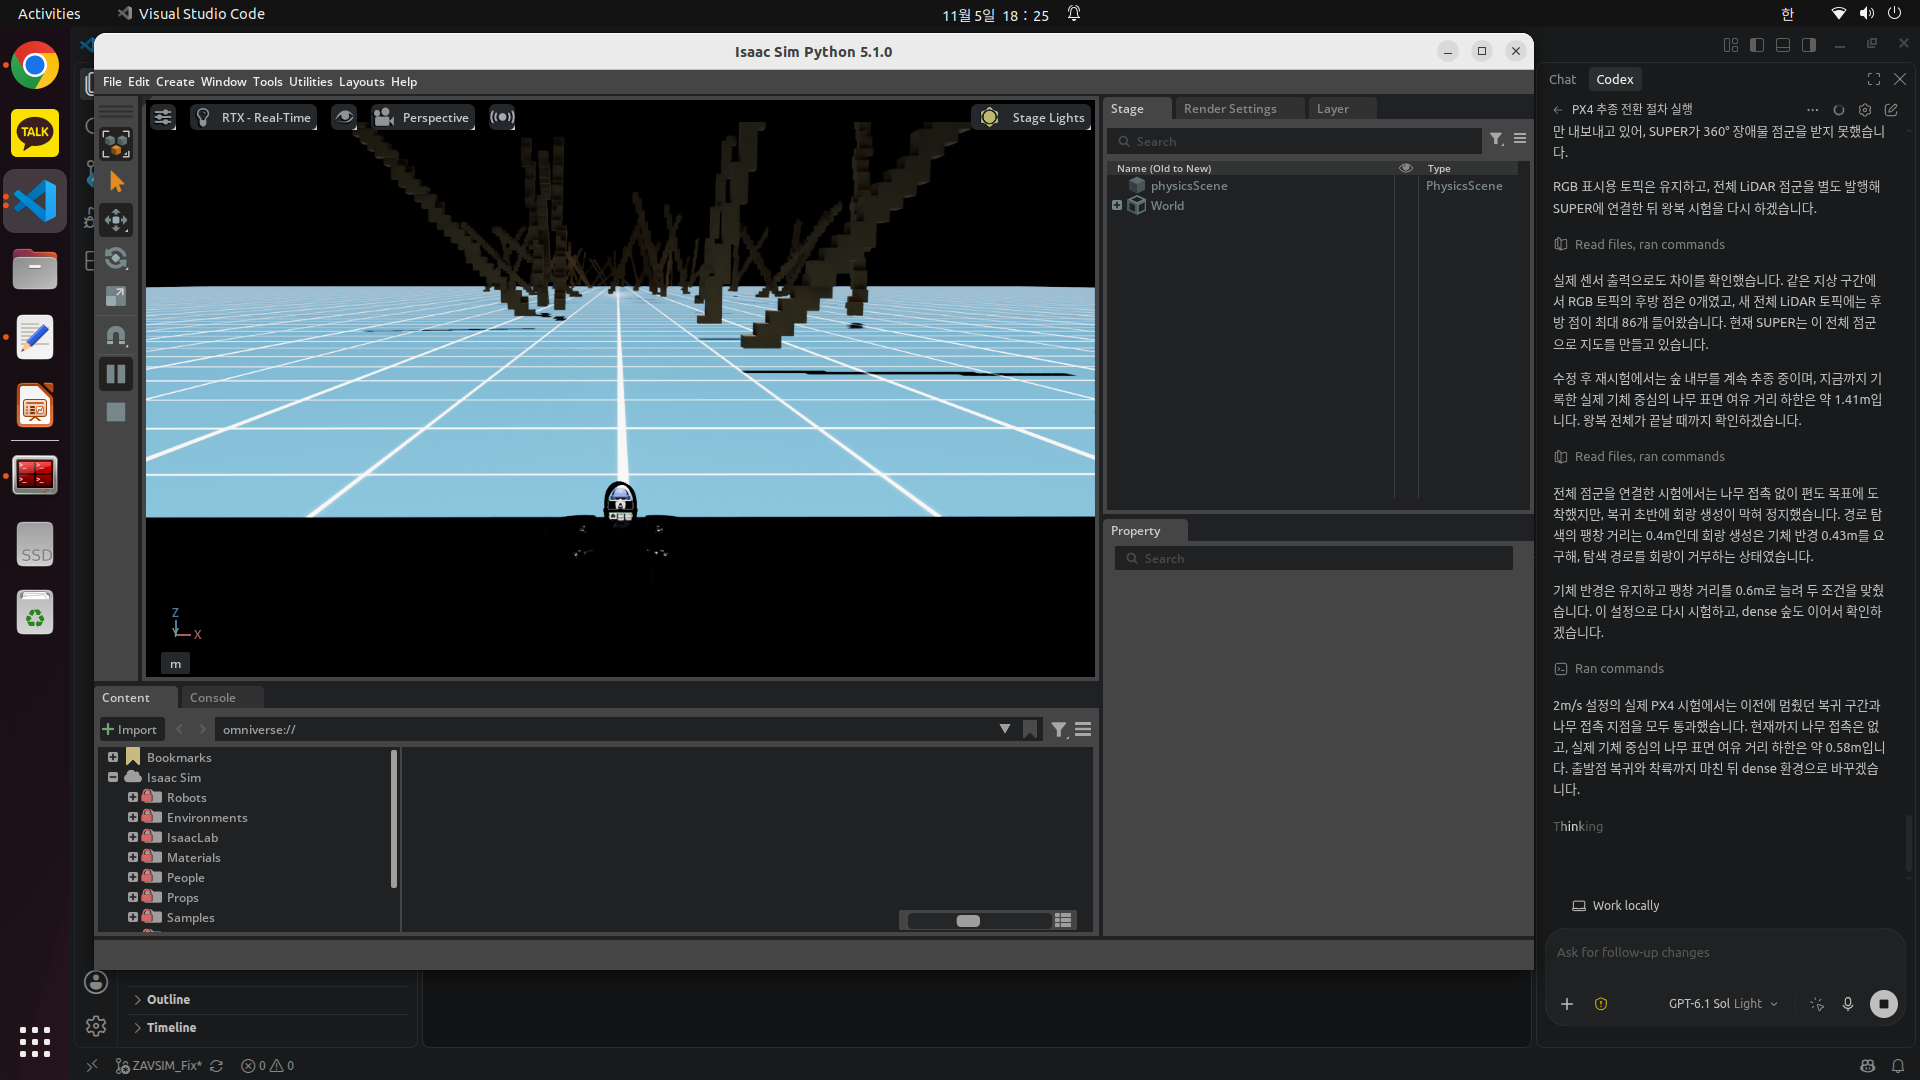 Activities
Visual Studio Code
11월 5일 18 : 25
한
Isaac Sim Python 5.1.0
File Edit Create Window Tools Utilities Layouts Help
RTX - Real-Time
Perspective
Stage Lights
Z
X
m
Content
Console
Import
omniverse://
Bookmarks
Isaac Sim
Robots
Environments
IsaacLab
Materials
People
Props
Samples
Stage
Render Settings
Layer
Search
Name (Old to New)
Type
physicsScene
PhysicsScene
World
Property
Search
TALK
SSD
Outline
Timeline
ZAVSIM_Fix*
0
0
Chat
Codex
PX4 추종 전환 절차 실행
만 내보내고 있어, SUPER가 360° 장애물 점군을 받지 못했습니
다.
RGB 표시용 토픽은 유지하고, 전체 LiDAR 점군을 별도 발행해
SUPER에 연결한 뒤 왕복 시험을 다시 하겠습니다.
Read files, ran commands
실제 센서 출력으로도 차이를 확인했습니다. 같은 지상 구간에
서 RGB 토픽의 후방 점은 0개였고, 새 전체 LiDAR 토픽에는 후
방 점이 최대 86개 들어왔습니다. 현재 SUPER는 이 전체 점군
으로 지도를 만들고 있습니다.
수정 후 재시험에서는 숲 내부를 계속 추종 중이며, 지금까지 기
록한 실제 기체 중심의 나무 표면 여유 거리 하한은 약 1.41m입
니다. 왕복 전체가 끝날 때까지 확인하겠습니다.
Read files, ran commands
전체 점군을 연결한 시험에서는 나무 접촉 없이 편도 목표에 도
착했지만, 복귀 초반에 회랑 생성이 막혀 정지했습니다. 경로 탐
색의 팽창 거리는 0.4m인데 회랑 생성은 기체 반경 0.43m를 요
구해, 탐색 경로를 회랑이 거부하는 상태였습니다.
기체 반경은 유지하고 팽창 거리를 0.6m로 늘려 두 조건을 맞췄
습니다. 이 설정으로 다시 시험하고, dense 숲도 이어서 확인하
겠습니다.
Ran commands
2m/s 설정의 실제 PX4 시험에서는 이전에 멈췄던 복귀 구간과
나무 접촉 지점을 모두 통과했습니다. 현재까지 나무 접촉은 없
고, 실제 기체 중심의 나무 표면 여유 거리 하한은 약 0.58m입니
다. 출발점 복귀와 착륙까지 마친 뒤 dense 환경으로 바꾸겠습
니다.
Thinking
Work locally
Ask for follow-up changes
GPT-6.1 Sol Light